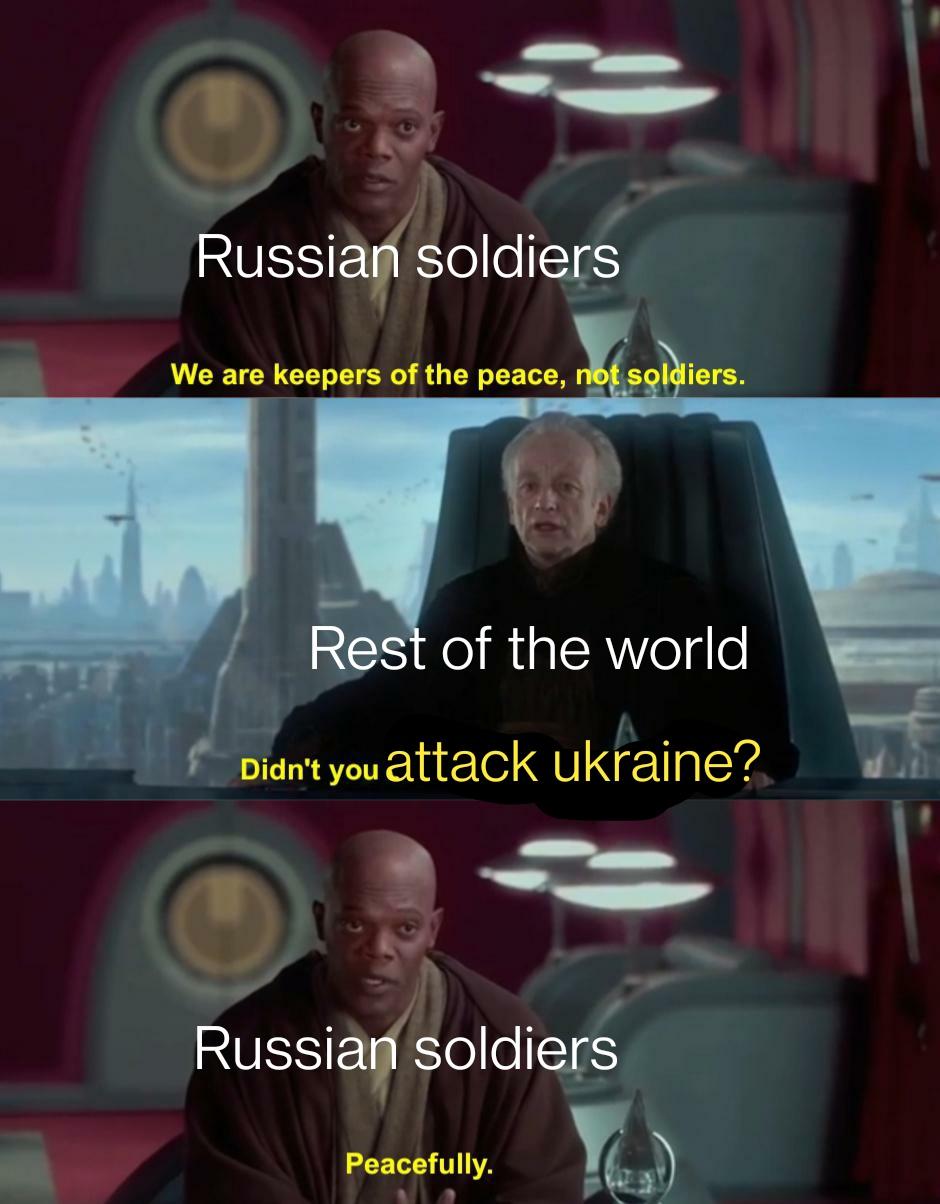 Russian soldiers
We are keepers of the peace, not soldiers.
Rest of the world
Didn't you attack ukraine?
Russian soldiers
Peacefully.